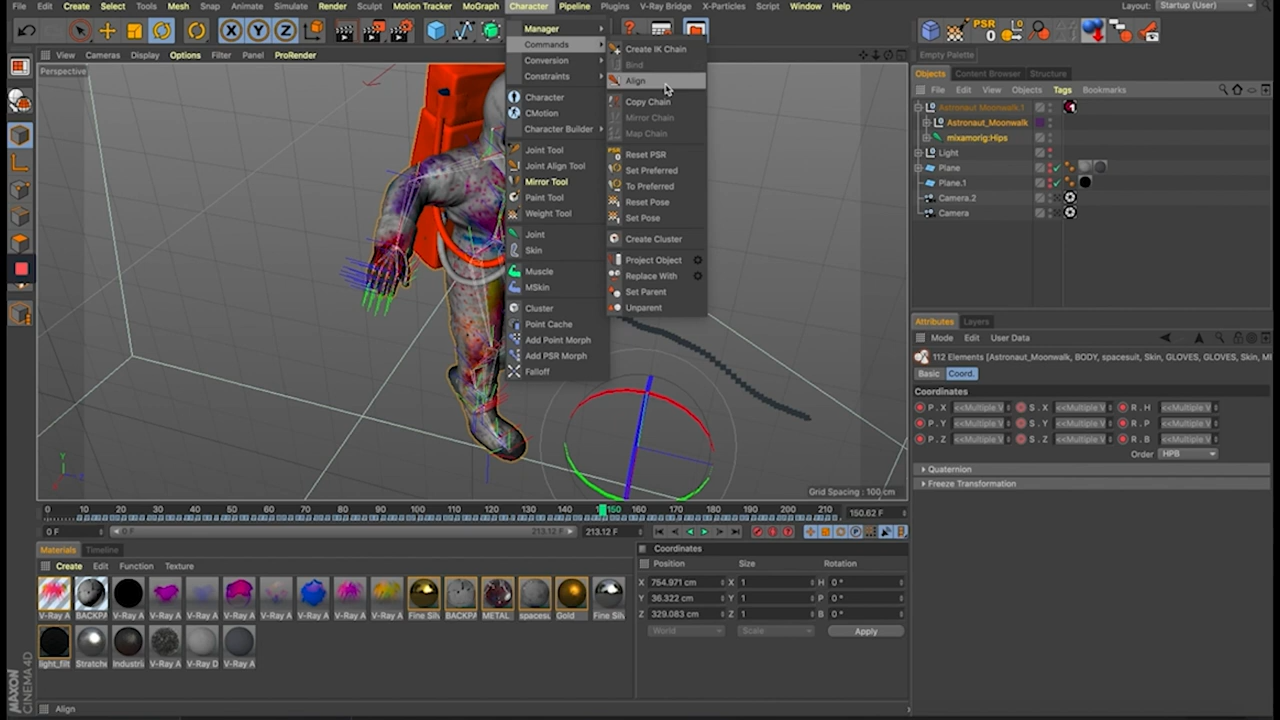 File Edit Create Select Tools Mesh Snap Animate Simulate Render Sculpt Motion Tracker MoGraph Character Pipeline Plugins V-Ray Bridge X-Particles Script Window Help Layout: Startup (User)
Empty Palette
View Cameras Display Options Filter Panel ProRender
Perspective
Manager
Commands
Conversion
Constraints
Character
CMotion
Character Builder
Joint Tool
Joint Align Tool
Mirror Tool
Paint Tool
Weight Tool
Joint
Skin
Muscle
MSkin
Cluster
Point Cache
Add Point Morph
Add PSR Morph
Falloff
Create IK Chain
Bind
Align
Copy Chain
Mirror Chain
Map Chain
Reset PSR
Set Preferred
To Preferred
Reset Pose
Set Pose
Create Cluster
Project Object
Replace With
Set Parent
Unparent
Objects Content Browser Structure
File Edit View Objects Tags Bookmarks
Astronaut Moonwalk.1
Astronaut_Moonwalk
mixamorig:Hips
Light
Plane
Plane.1
Camera.2
Camera
Attributes Layers
Mode Edit User Data
112 Elements [Astronaut_Moonwalk, BODY, spacesuit, Skin, GLOVES, GLOVES, Skin, MI
Basic Coord.
Coordinates
P . X <<Multiple V S . X <<Multiple V R . H <<Multiple V
P . Y <<Multiple V S . Y <<Multiple V R . P <<Multiple V
P . Z <<Multiple V S . Z <<Multiple V R . B <<Multiple V
Order HPB
Quaternion
Freeze Transformation
Grid Spacing : 100 cm
0 10 20 30 40 50 60 70 80 90 100 110 120 130 140 150 160 170 180 190 200 210 150.62 F
0 F 0 F 213.12 F 213.12 F
Materials Timeline
Create Edit Function Texture
V-Ray A BACKPA V-Ray A V-Ray A V-Ray A V-Ray A V-Ray A V-Ray A V-Ray A V-Ray A Fine Silv BACKPA METAL spacesu Gold Fine Silv
light_filt Stretche Industri V-Ray A V-Ray D V-Ray A
Coordinates
Position Size Rotation
X 754.971 cm X 1 H 0 °
Y 36.322 cm Y 1 P 0 °
Z 329.083 cm Z 1 B 0 °
World Scale Apply
MAXON CINEMA4D
Align